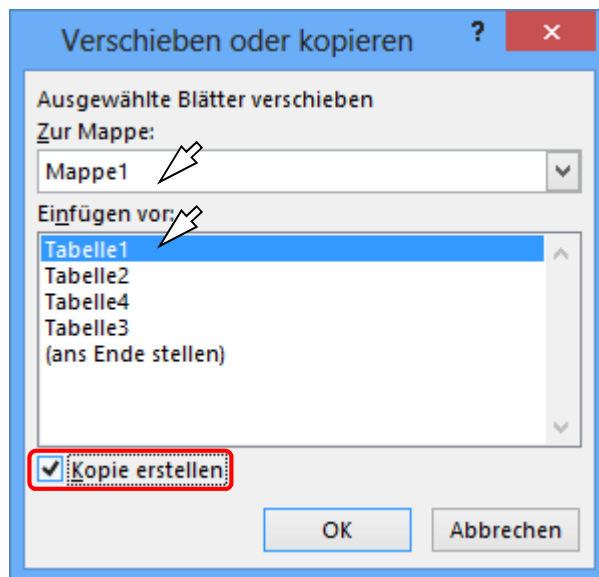 Verschieben oder kopieren ?
Ausgewählte Blätter verschieben
Zur Mappe:
Mappe1
Einfügen vor:
Tabelle1
Tabelle2
Tabelle4
Tabelle3
(ans Ende stellen)
Kopie erstellen
OK Abbrechen